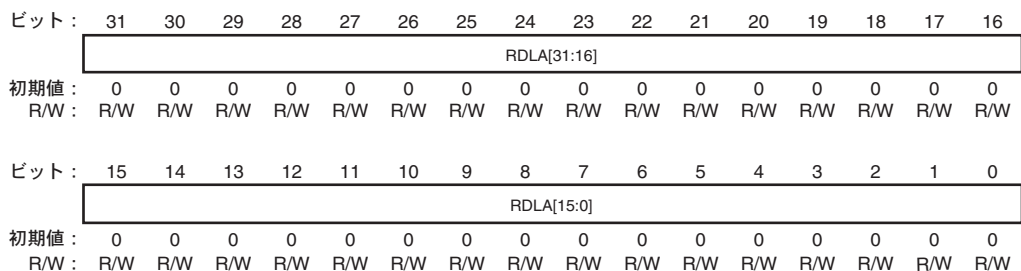 ビット： 31 30 29 28 27 26 25 24 23 22 21 20 19 18 17 16
RDLA[31:16]
初期値： 0 0 0 0 0 0 0 0 0 0 0 0 0 0 0 0
R/W： R/W R/W R/W R/W R/W R/W R/W R/W R/W R/W R/W R/W R/W R/W R/W R/W
ビット： 15 14 13 12 11 10 9 8 7 6 5 4 3 2 1 0
RDLA[15:0]
初期値： 0 0 0 0 0 0 0 0 0 0 0 0 0 0 0 0
R/W： R/W R/W R/W R/W R/W R/W R/W R/W R/W R/W R/W R/W R/W R/W R/W R/W